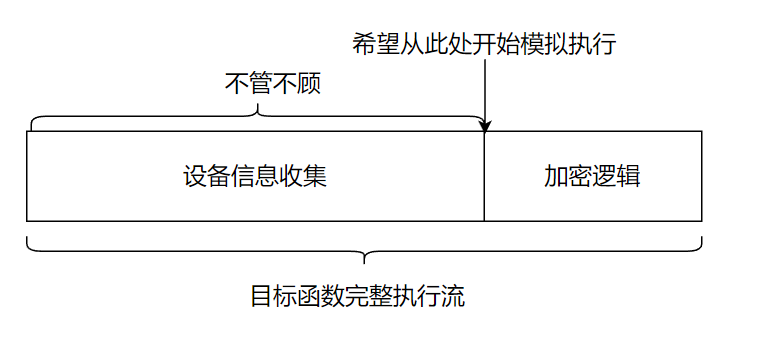 希望从此处开始模拟执行
不管不顾
设备信息收集
加密逻辑
目标函数完整执行流